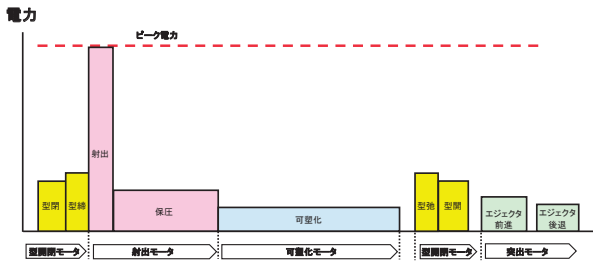 電力
ピーク電力
型閉
型締
射出
保圧
可塑化
型弛
型開
エジェクタ
前進
エジェクタ
後退
型開閉モータ
射出モータ
可塑化モータ
型開閉モータ
突出モータ